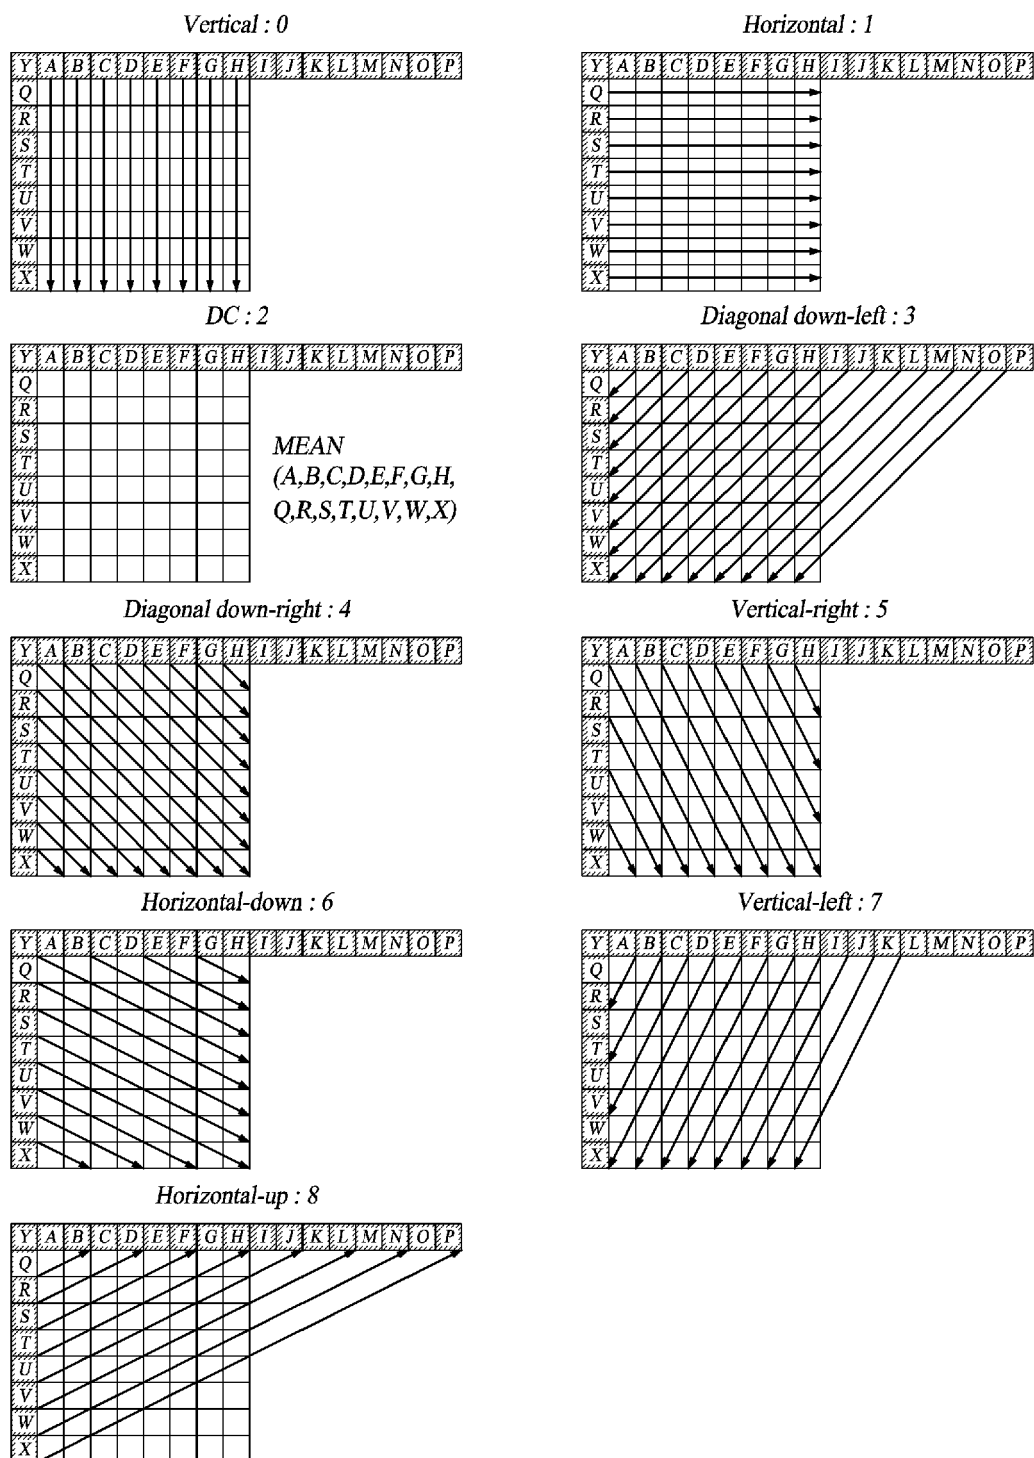 Vertical : 0
Y A B C D E F G H I J K L M N O P
Q
R
S
T
U
V
W
X
Horizontal : 1
Y A B C D E F G H I J K L M N O P
Q
R
S
T
U
V
W
X
DC : 2
Y A B C D E F G H I J K L M N O P
Q
R
S
T
U
V
W
X
MEAN
(A,B,C,D,E,F,G,H,
Q,R,S,T,U,V,W,X)
Diagonal down-left : 3
Y A B C D E F G H I J K L M N O P
Q
R
S
T
U
V
W
X
Diagonal down-right : 4
Y A B C D E F G H I J K L M N O P
Q
R
S
T
U
V
W
X
Vertical-right : 5
Y A B C D E F G H I J K L M N O P
Q
R
S
T
U
V
W
X
Horizontal-down : 6
Y A B C D E F G H I J K L M N O P
Q
R
S
T
U
V
W
X
Vertical-left : 7
Y A B C D E F G H I J K L M N O P
Q
R
S
T
U
V
W
X
Horizontal-up : 8
Y A B C D E F G H I J K L M N O P
Q
R
S
T
U
V
W
X